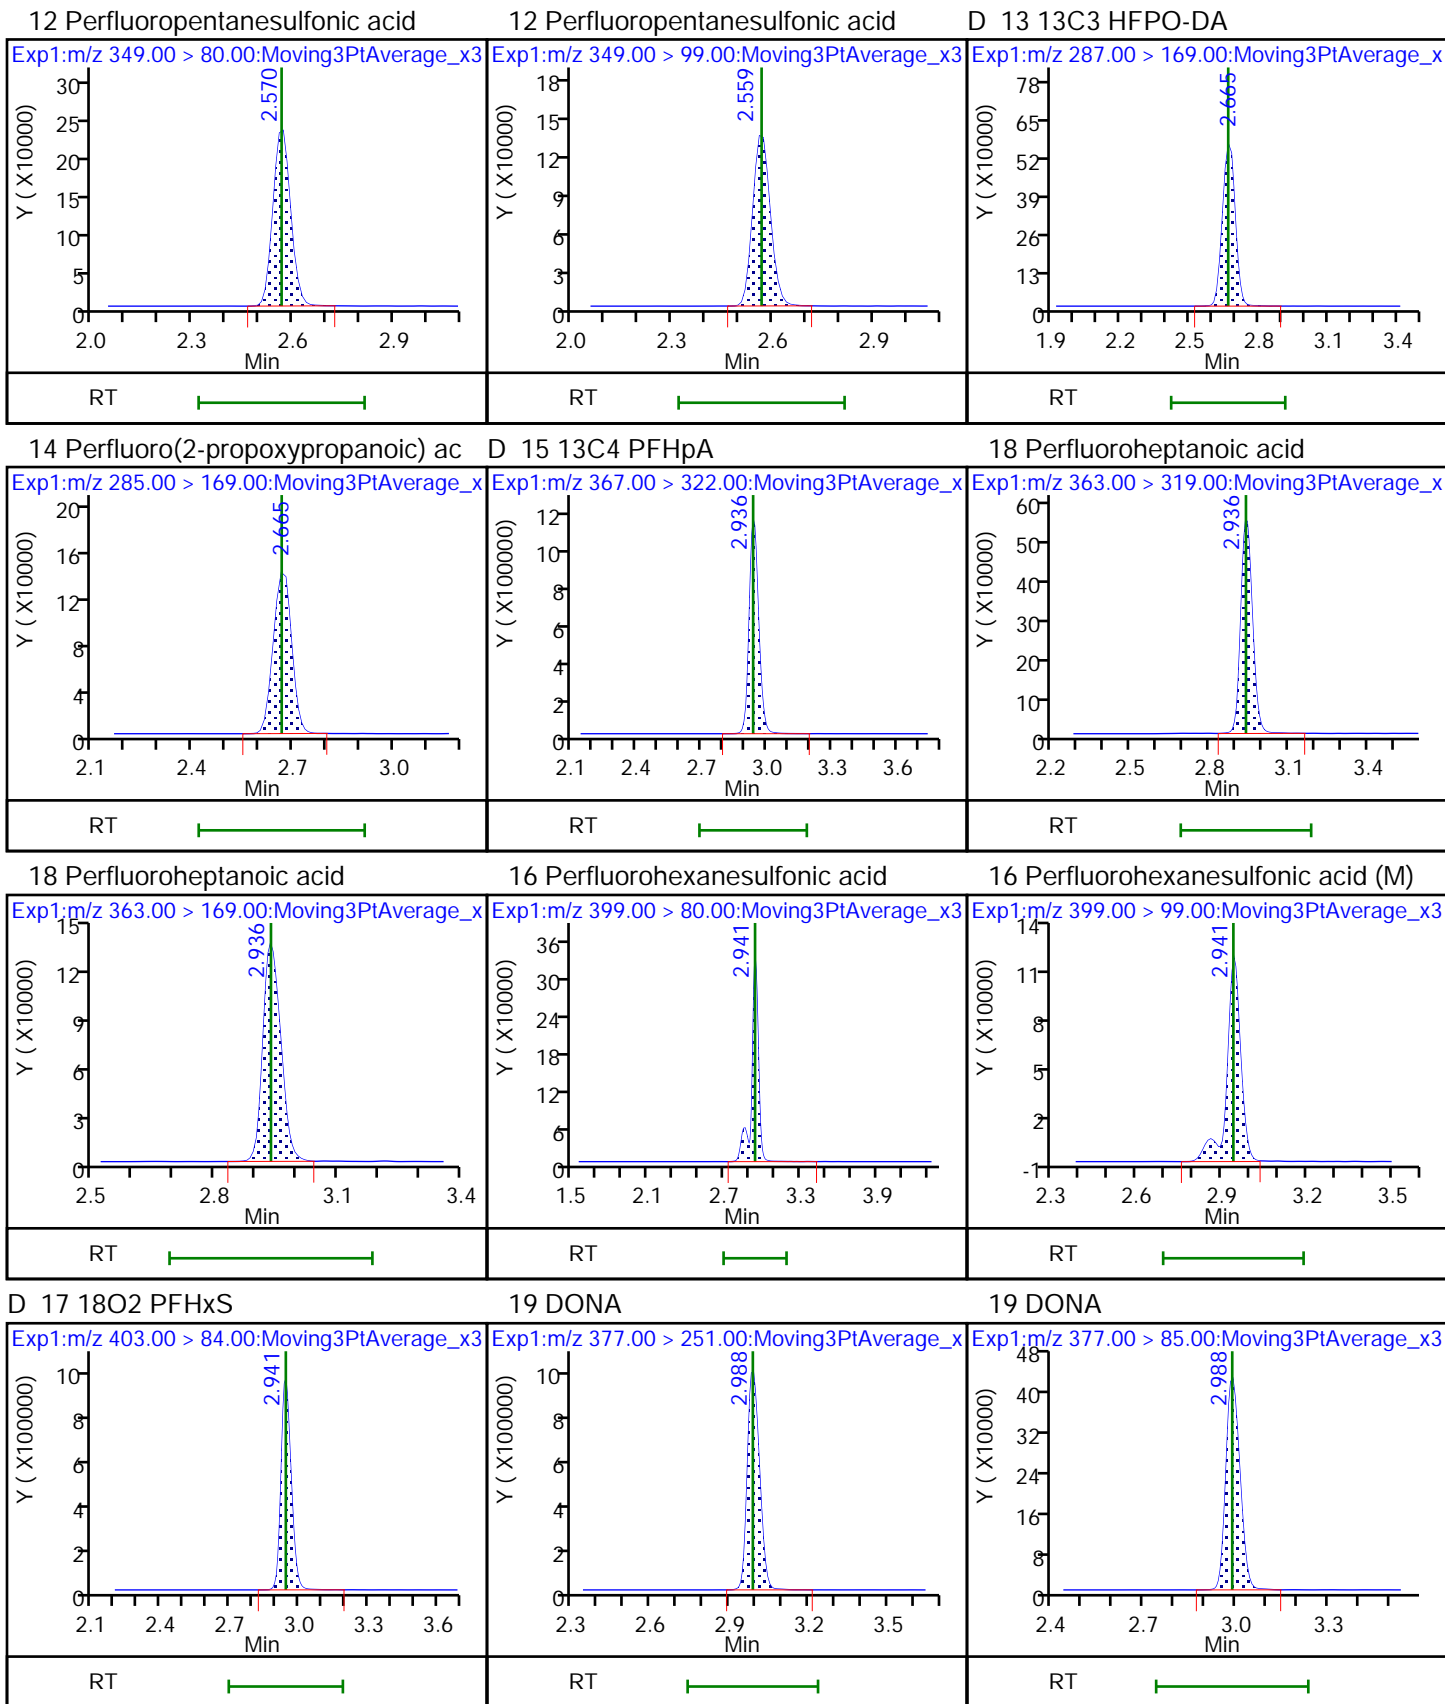 12 Perfluoropentanesulfonic acid
Exp1:m/z 349.00 > 80.00:Moving3PtAverage_x3
Y ( X10000)
30
25
20
15
10
5
0
2.570
2.0 2.3 2.6 2.9
Min
RT
12 Perfluoropentanesulfonic acid
Exp1:m/z 349.00 > 99.00:Moving3PtAverage_x3
Y ( X10000)
18
15
12
9
6
3
0
2.559
2.0 2.3 2.6 2.9
Min
RT
D 13 13C3 HFPO-DA
Exp1:m/z 287.00 > 169.00:Moving3PtAverage_x
Y ( X10000)
78
65
52
39
26
13
0
2.665
1.9 2.2 2.5 2.8 3.1 3.4
Min
RT
14 Perfluoro(2-propoxypropanoic) ac
Exp1:m/z 285.00 > 169.00:Moving3PtAverage_x
Y ( X10000)
20
16
12
8
4
0
2.665
2.1 2.4 2.7 3.0
Min
RT
D 15 13C4 PFHpA
Exp1:m/z 367.00 > 322.00:Moving3PtAverage_x
Y ( X100000)
12
10
8
6
4
2
0
2.936
2.1 2.4 2.7 3.0 3.3 3.6
Min
RT
18 Perfluoroheptanoic acid
Exp1:m/z 363.00 > 319.00:Moving3PtAverage_x
Y ( X10000)
60
50
40
30
20
10
0
2.936
2.2 2.5 2.8 3.1 3.4
Min
RT
18 Perfluoroheptanoic acid
Exp1:m/z 363.00 > 169.00:Moving3PtAverage_x
Y ( X10000)
15
12
9
6
3
0
2.936
2.5 2.8 3.1 3.4
Min
RT
16 Perfluorohexanesulfonic acid
Exp1:m/z 399.00 > 80.00:Moving3PtAverage_x3
Y ( X10000)
36
30
24
18
12
6
0
2.941
1.5 2.1 2.7 3.3 3.9
Min
RT
16 Perfluorohexanesulfonic acid (M)
Exp1:m/z 399.00 > 99.00:Moving3PtAverage_x3
Y ( X10000)
14
11
8
5
2
-1
2.941
2.3 2.6 2.9 3.2 3.5
Min
RT
D 17 18O2 PFHxS
Exp1:m/z 403.00 > 84.00:Moving3PtAverage_x3
Y ( X100000)
10
8
6
4
2
0
2.941
2.1 2.4 2.7 3.0 3.3 3.6
Min
RT
19 DONA
Exp1:m/z 377.00 > 251.00:Moving3PtAverage_x
Y ( X100000)
10
8
6
4
2
0
2.988
2.3 2.6 2.9 3.2 3.5
Min
RT
19 DONA
Exp1:m/z 377.00 > 85.00:Moving3PtAverage_x3
Y ( X10000)
48
40
32
24
16
8
0
2.988
2.4 2.7 3.0 3.3
Min
RT